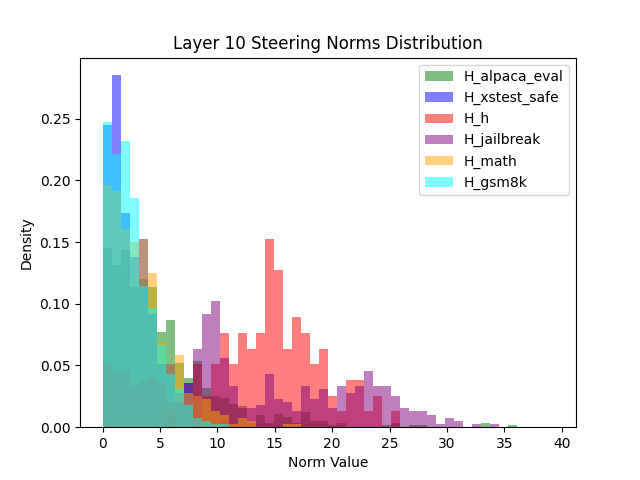 Layer 10 Steering Norms Distribution
H_alpaca_eval
H_xstest_safe
H_h
H_jailbreak
H_math
H_gsm8k
Density
0.25
0.20
0.15
0.10
0.05
0.00
0 5 10 15 20 25 30 35 40
Norm Value